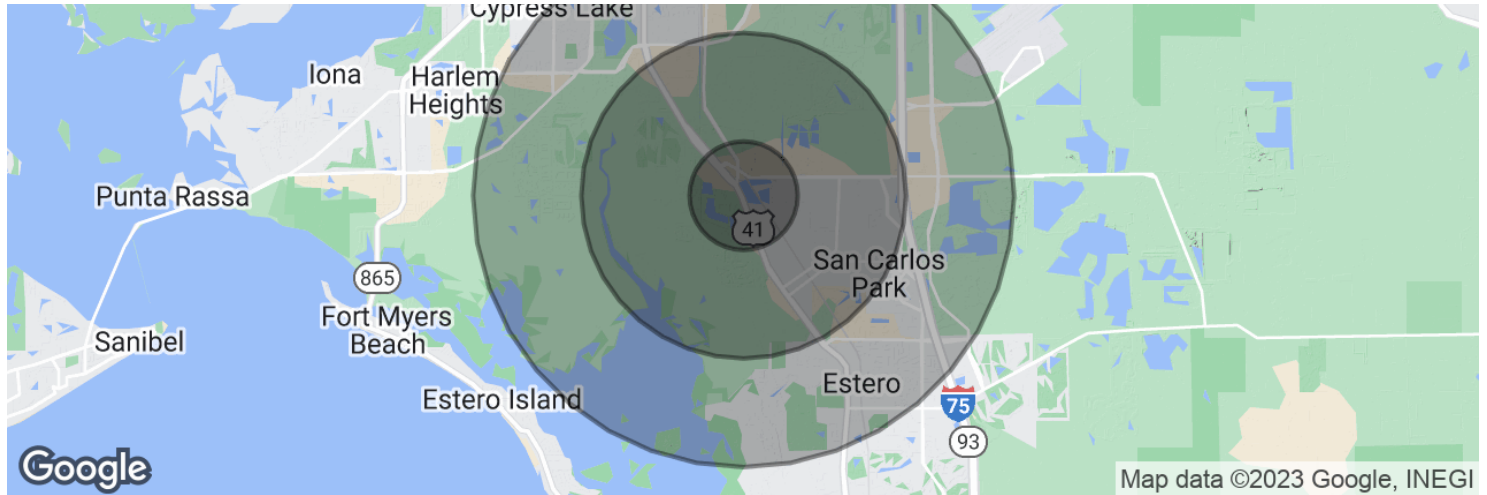 Cypress Lake
Iona
Harlem
Heights
Punta Rassa
41
San Carlos
Park
865
Fort Myers
Beach
Sanibel
Estero
Estero Island
75
93
Google
Map data ©2023 Google, INEGI